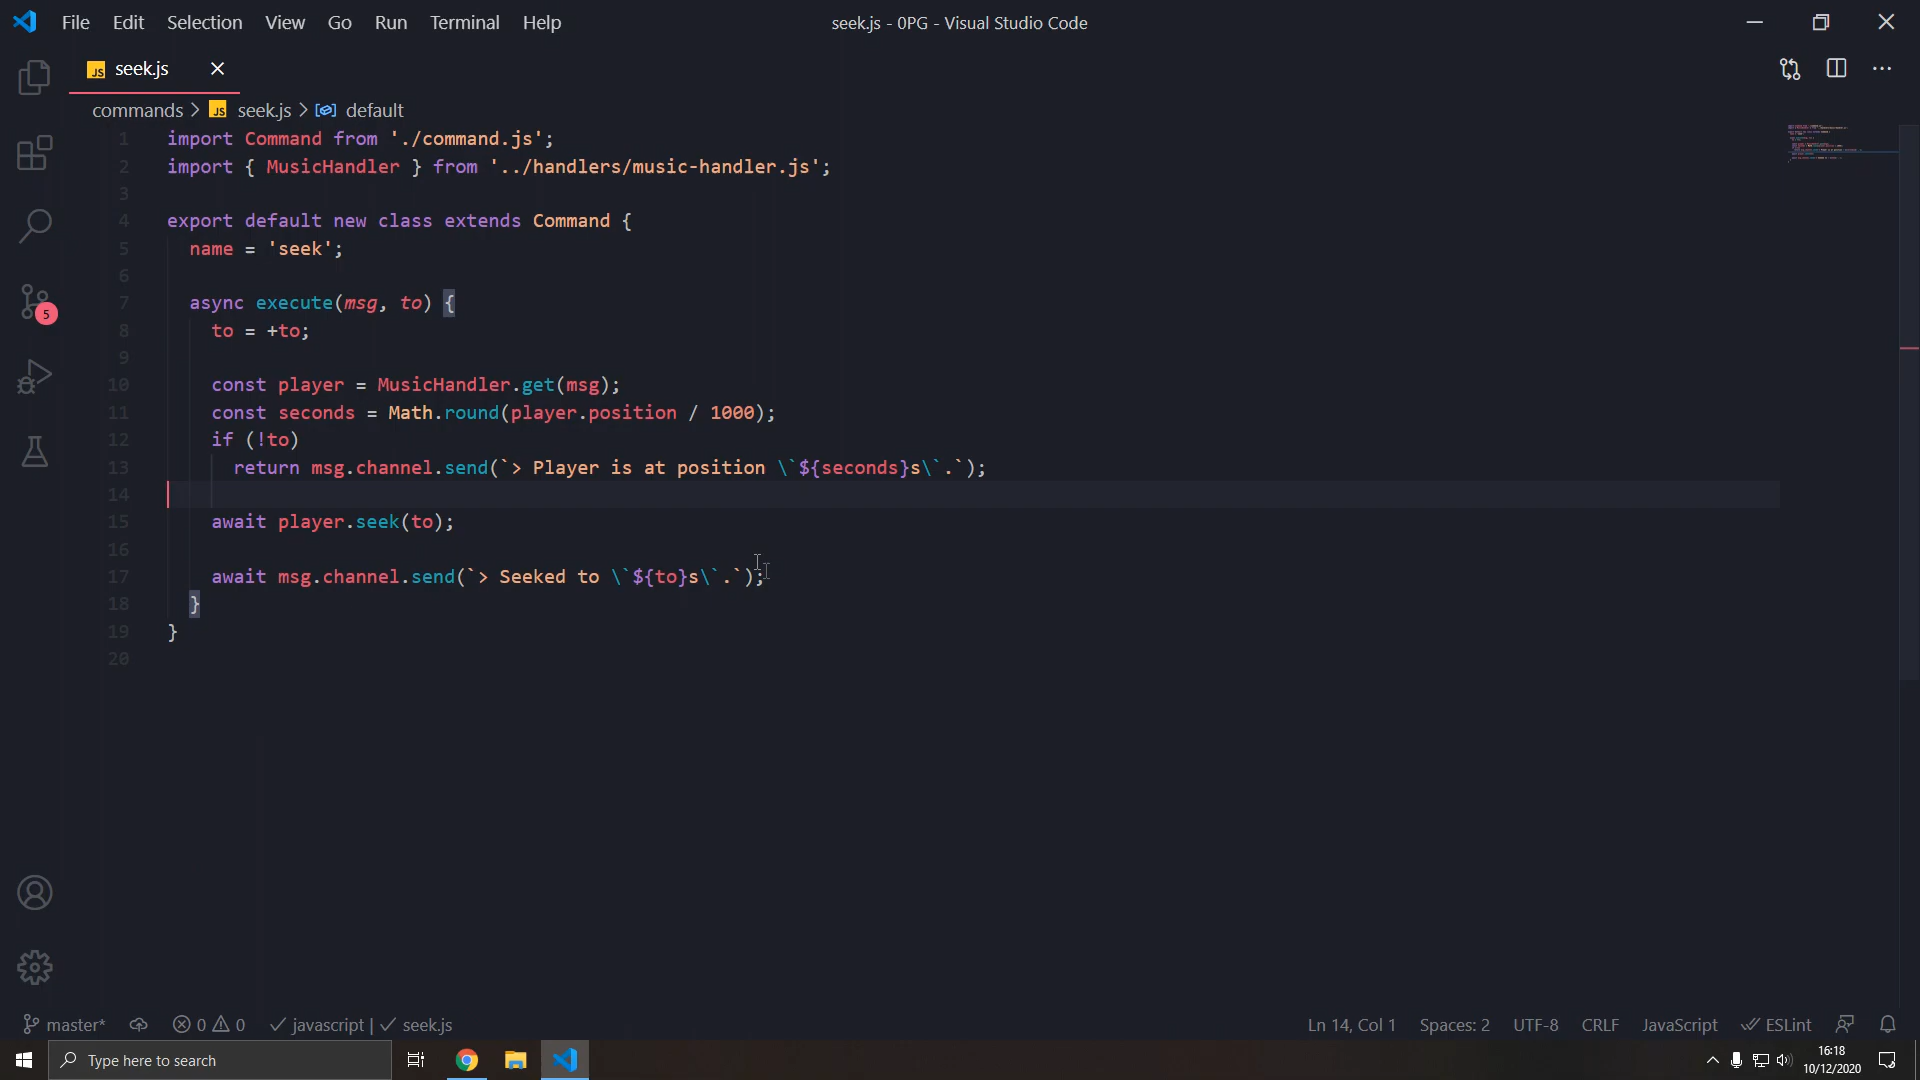 File Edit Selection View Go Run Terminal Help
seek.js - 0PG - Visual Studio Code
JS seek.js
commands > JS seek.js > default
1 import Command from './command.js';
2 import { MusicHandler } from '../handlers/music-handler.js';
3
4 export default new class extends Command {
5 name = 'seek';
6
7 async execute(msg, to) {
8 to = +to;
9
10 const player = MusicHandler.get(msg);
11 const seconds = Math.round(player.position / 1000);
12 if (!to)
13 return msg.channel.send(`> Player is at position \`${seconds}s\`.`);
14
15 await player.seek(to);
16
17 await msg.channel.send(`> Seeked to \`${to}s\`.`);
18 }
19 }
20
5
master* 0 0 javascript | seek.js
Ln 14, Col 1 Spaces: 2 UTF-8 CRLF JavaScript ESLint
Type here to search
16:18
10/12/2020